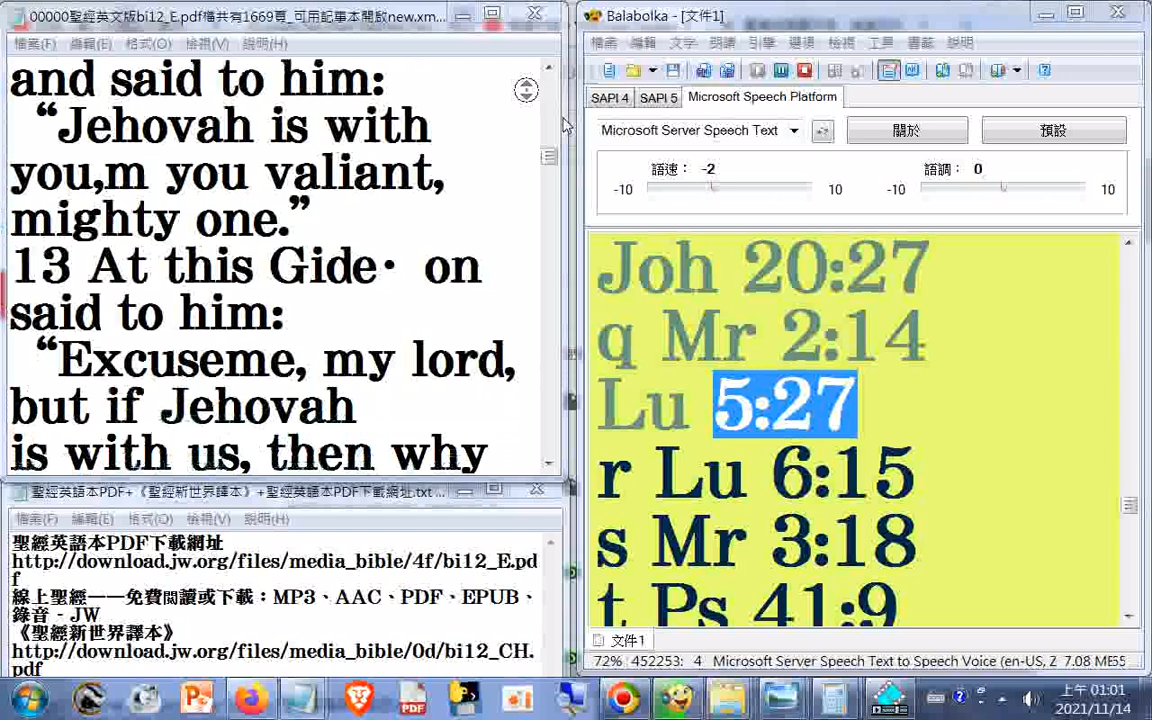 00000聖經英文版bi12_E.pdf檔共有1669頁_可用記事本開啟new.xm...
檔案(F) 編輯(E) 格式(O) 檢視(V) 說明(H)
and said to him:
“Jehovah is with
you,m you valiant,
mighty one.”
13 At this Gide· on
said to him:
“Excuseme, my lord,
but if Jehovah
is with us, then why
聖經英語本PDF+《聖經新世界譯本》+聖經英語本PDF下載網址.txt ...
檔案(F) 編輯(E) 格式(O) 檢視(V) 說明(H)
聖經英語本PDF下載網址
http://download.jw.org/files/media_bible/4f/bi12_E.pd
f
線上聖經——免費閱讀或下載：MP3、AAC、PDF、EPUB、
錄音 - JW
《聖經新世界譯本》
http://download.jw.org/files/media_bible/0d/bi12_CH.
pdf
Balabolka - [文件1]
檔案 編輯 文字 朗讀 引擎 選項 檢視 工具 書籤 說明
SAPI 4 SAPI 5 Microsoft Speech Platform
Microsoft Server Speech Text 關於 預設
語速： -2 語調： 0
-10 10 -10 10
Joh 20:27
q Mr 2:14
Lu 5:27
r Lu 6:15
s Mr 3:18
t Ps 41:9
文件1
72% 452253: 4 Microsoft Server Speech Text to Speech Voice (en-US, Z 7.08 ME55
PDF
上午 01:01
2021/11/14